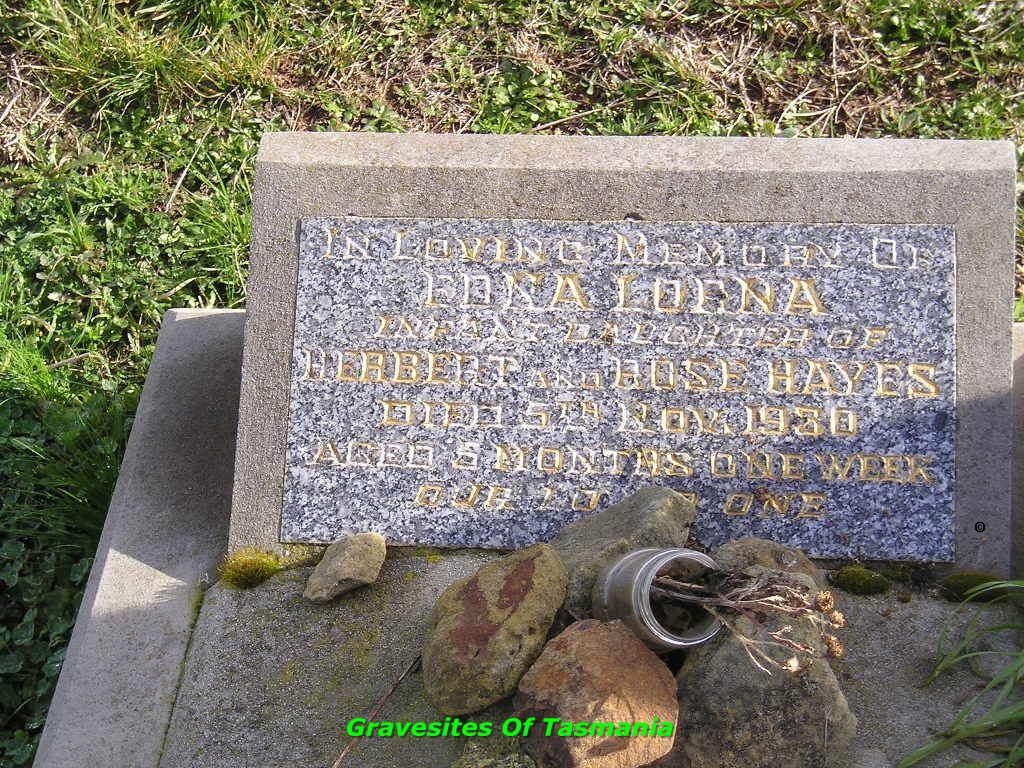 IN LOVING MEMORY OF
EDNA LORNA
INFANT DAUGHTER OF
HERBERT AND ROSE HAYES
DIED 5TH NOV.
AGED 5 MONTHS ONE WEEK
OUR ONE
Gravesites Of Tasmania